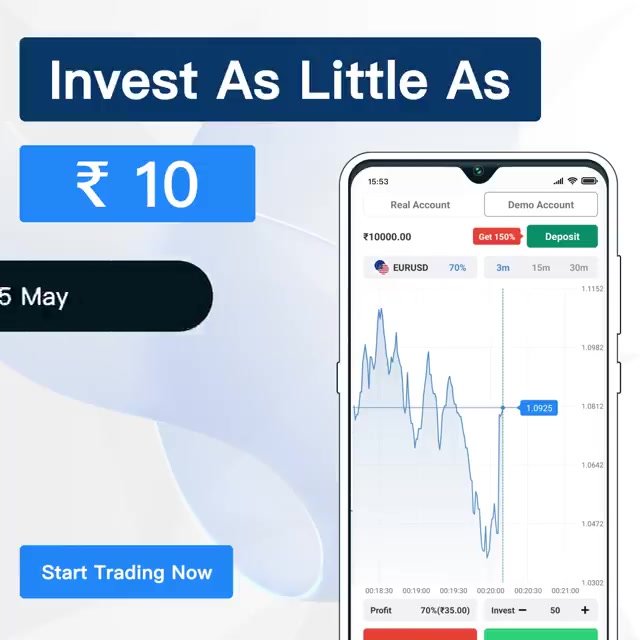 Invest As Little As
₹ 10
5 May
15:53
Real Account
Demo Account
₹10000.00
Get 150%
Deposit
EURUSD 70%
3m 15m 30m
1.1152
1.0982
1.0925
1.0812
1.0642
1.0472
1.0302
00:18:30 00:19:00 00:19:30 00:20:00 00:20:30 00:21:00
Profit 70%(₹35.00)
Invest − 50 +
Start Trading Now